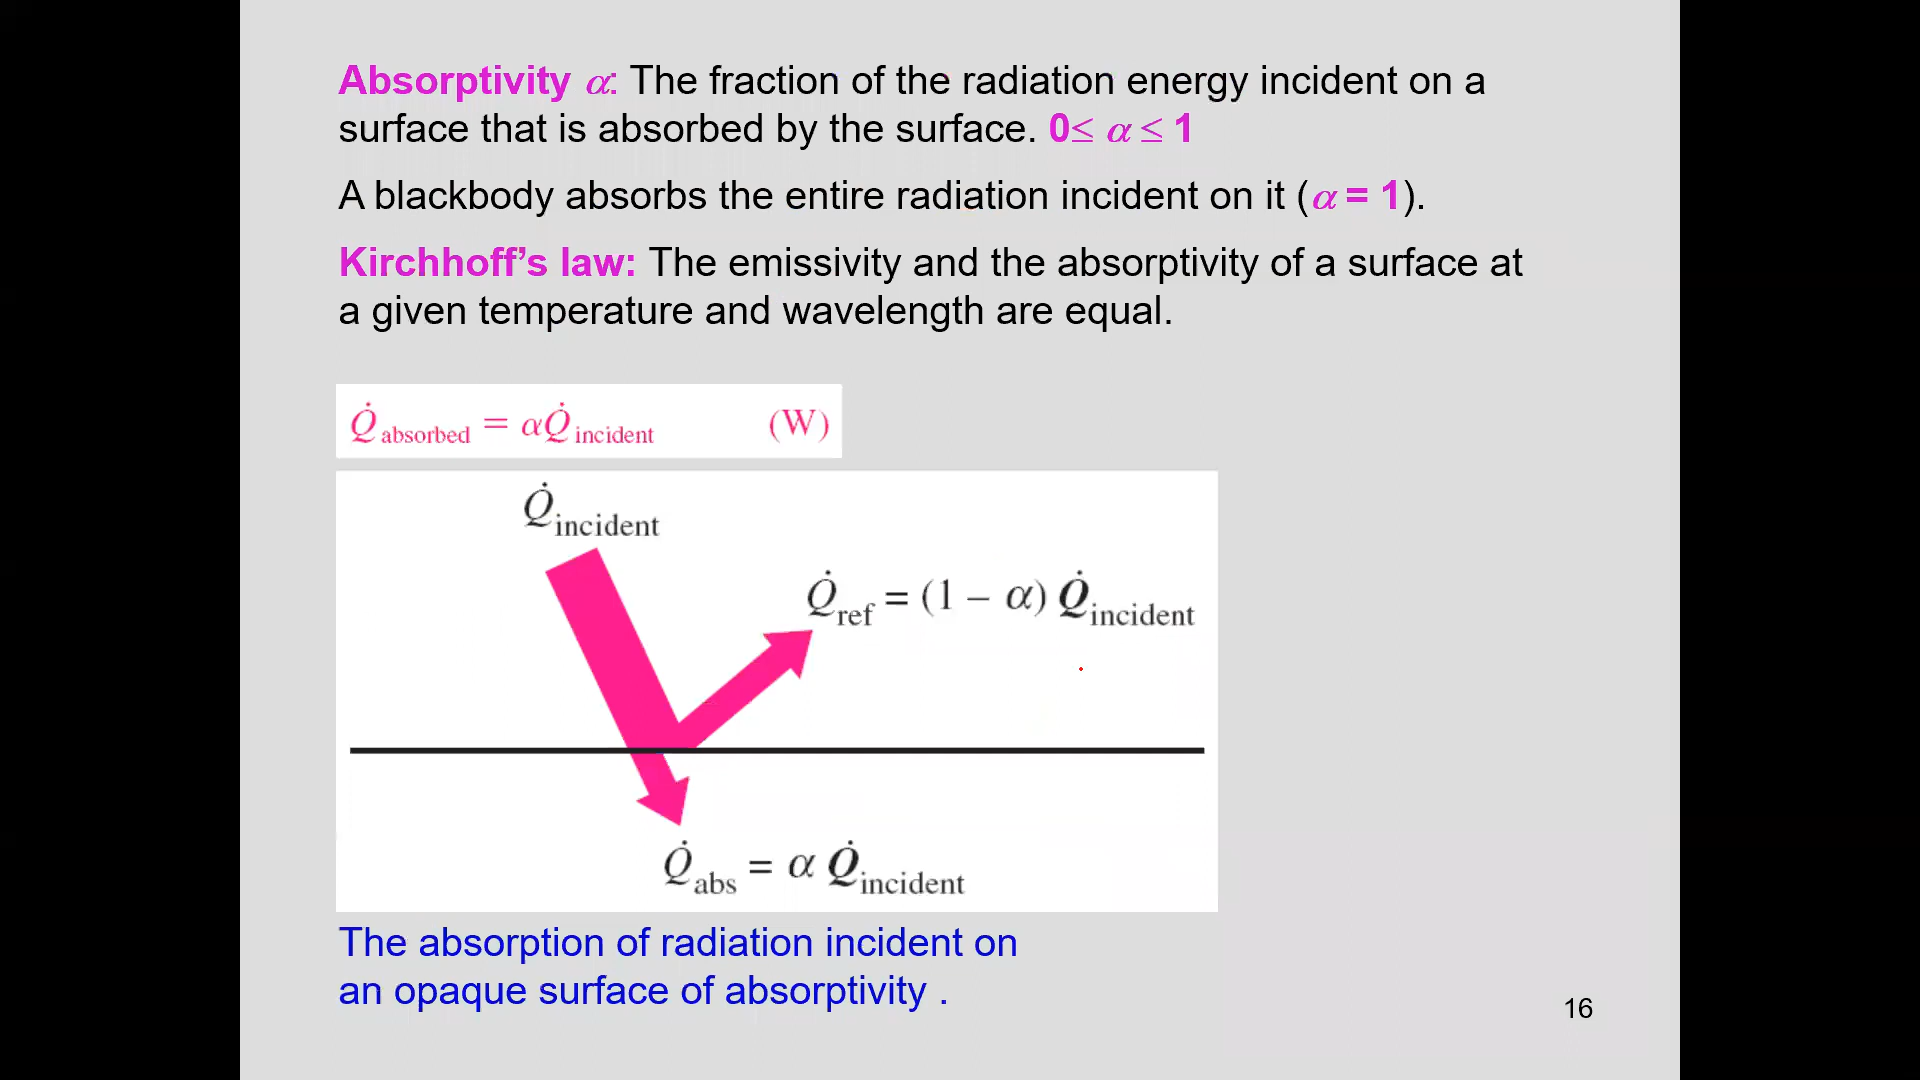 Absorptivity α: The fraction of the radiation energy incident on a
surface that is absorbed by the surface. 0≤ α ≤ 1
A blackbody absorbs the entire radiation incident on it (α = 1).
Kirchhoff’s law: The emissivity and the absorptivity of a surface at
a given temperature and wavelength are equal.
Q̇absorbed = αQ̇incident (W)
Q̇incident
Q̇ref = (1 – α) Q̇incident
Q̇abs = α Q̇incident
The absorption of radiation incident on
an opaque surface of absorptivity .
16